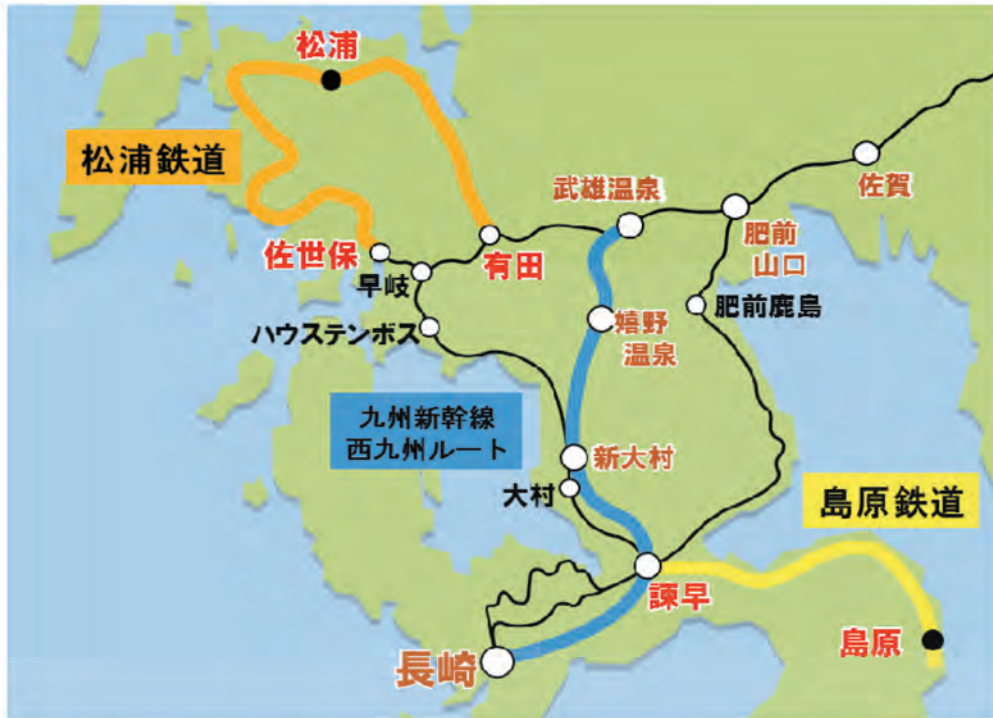 松浦
松浦鉄道
佐世保
早岐
ハウステンボス
有田
武雄温泉
佐賀
肥前
山口
肥前鹿島
嬉野
温泉
九州新幹線
西九州ルート
新大村
大村
島原鉄道
諫早
島原
長崎